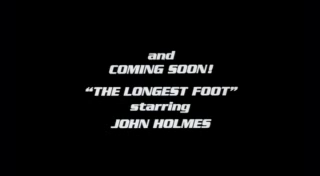 and
COMING SOON!
"THE LONGEST FOOT"
starring
JOHN HOLMES